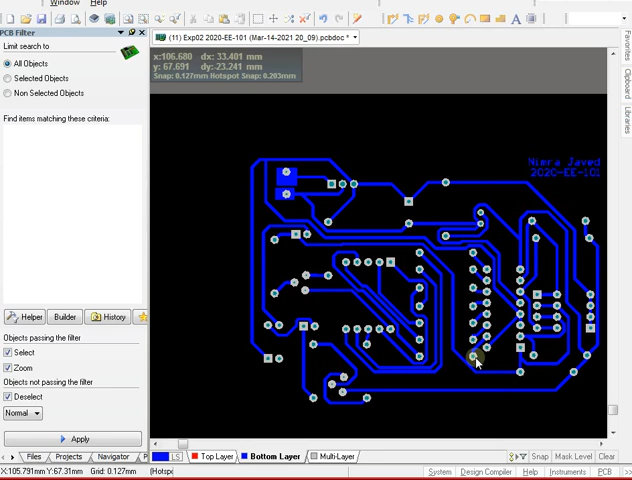 Window
Help
PCB Filter
(11) Exp02 2020-EE-101 (Mar-14-2021 20_09).pcbdoc *
Limit search to
All Objects
Selected Objects
Non Selected Objects
x:106.680 dx: 33.401 mm
y: 67.691 dy:-23.241 mm
Snap: 0.127mm Hotspot Snap: 0.203mm
Favorites
Clipboard
Libraries
Find items matching these criteria:
Nimra Javed
2020-EE-101
Helper
Builder
History
Objects passing the filter
Select
Zoom
Objects not passing the filter
Deselect
Normal
Apply
Files
Projects
Navigator
P
LS
Top Layer
Bottom Layer
Multi-Layer
Snap
Mask Level
Clear
X:105.791mm Y:67.31mm Grid: 0.127mm
(Hotsp
System
Design Compiler
Help
Instruments
PCB